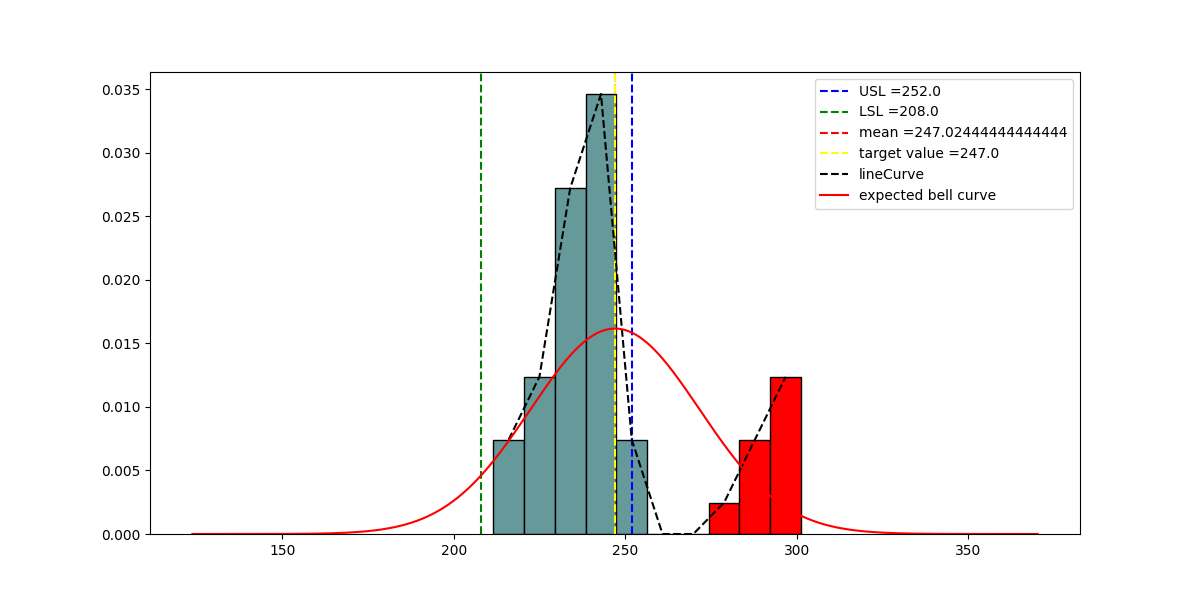 USL =252.0
LSL =208.0
mean =247.02444444444444
target value =247.0
lineCurve
expected bell curve
0.035
0.030
0.025
0.020
0.015
0.010
0.005
0.000
150 200 250 300 350